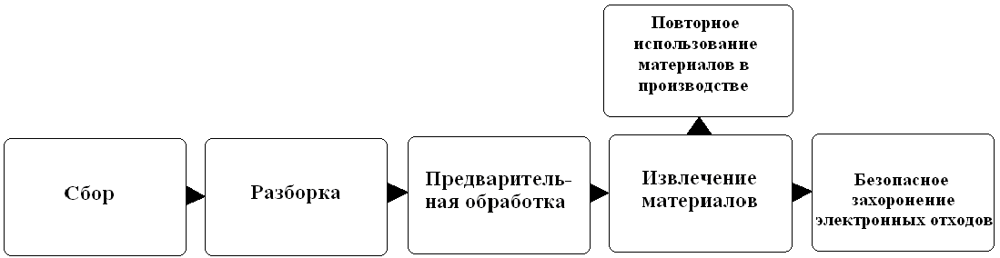 Сбор
Разборка
Предваритель-
ная обработка
Извлечение
материалов
Повторное
использование
материалов в
производстве
Безопасное
захоронение
электронных отходов